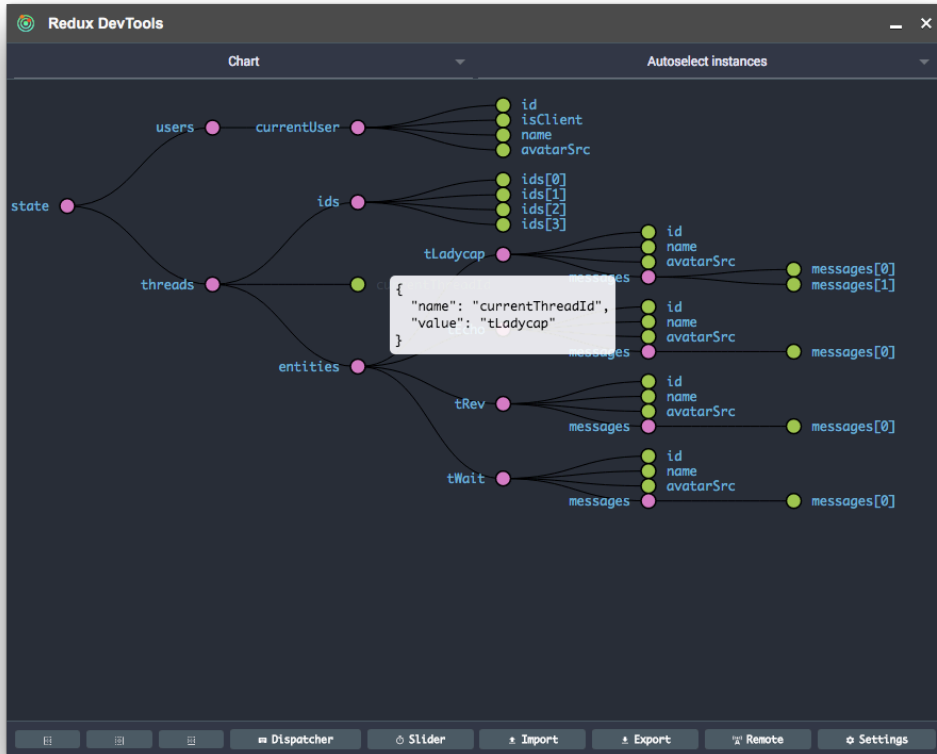 Redux DevTools
Chart
Autoselect instances
state
users
currentUser
id
isClient
name
avatarSrc
threads
ids
ids[0]
ids[1]
ids[2]
ids[3]
{
"name": "currentThreadId",
"value": "tLadycap"
}
entities
tLadycap
id
name
avatarSrc
messages
messages[0]
messages[1]
id
name
avatarSrc
messages
messages[0]
tRev
id
name
avatarSrc
messages
messages[0]
tWait
id
name
avatarSrc
messages
messages[0]
Dispatcher
Slider
Import
Export
Remote
Settings